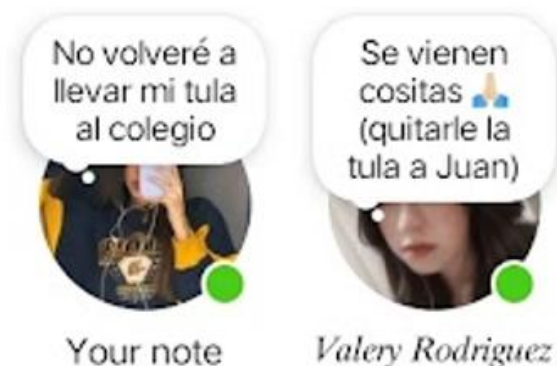 No volveré a
llevar mi tula
al colegio
Se vienen
cositas 🙏🏻
(quitarle la
tula a Juan)
Your note
Valery Rodriguez